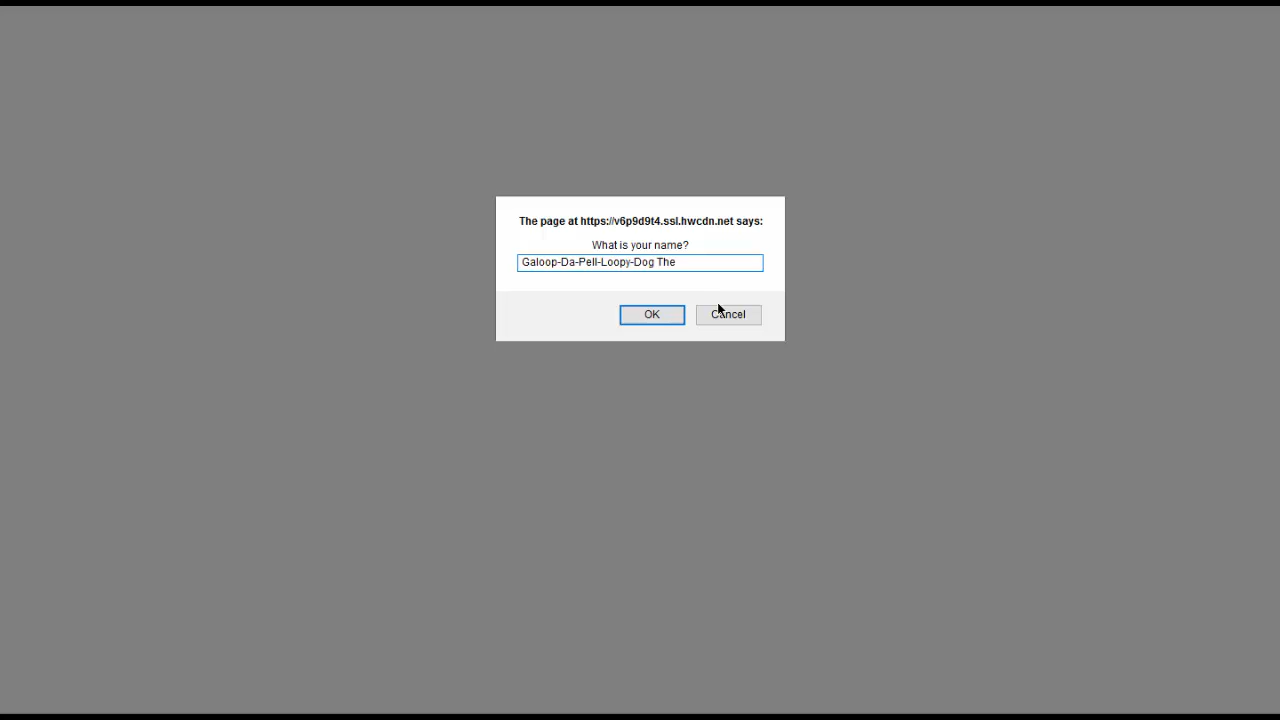 The page at https://v6p9d9t4.ssl.hwcdn.net says:
What is your name?
Galoop-Da-Pell-Loopy-Dog The
OK Cancel